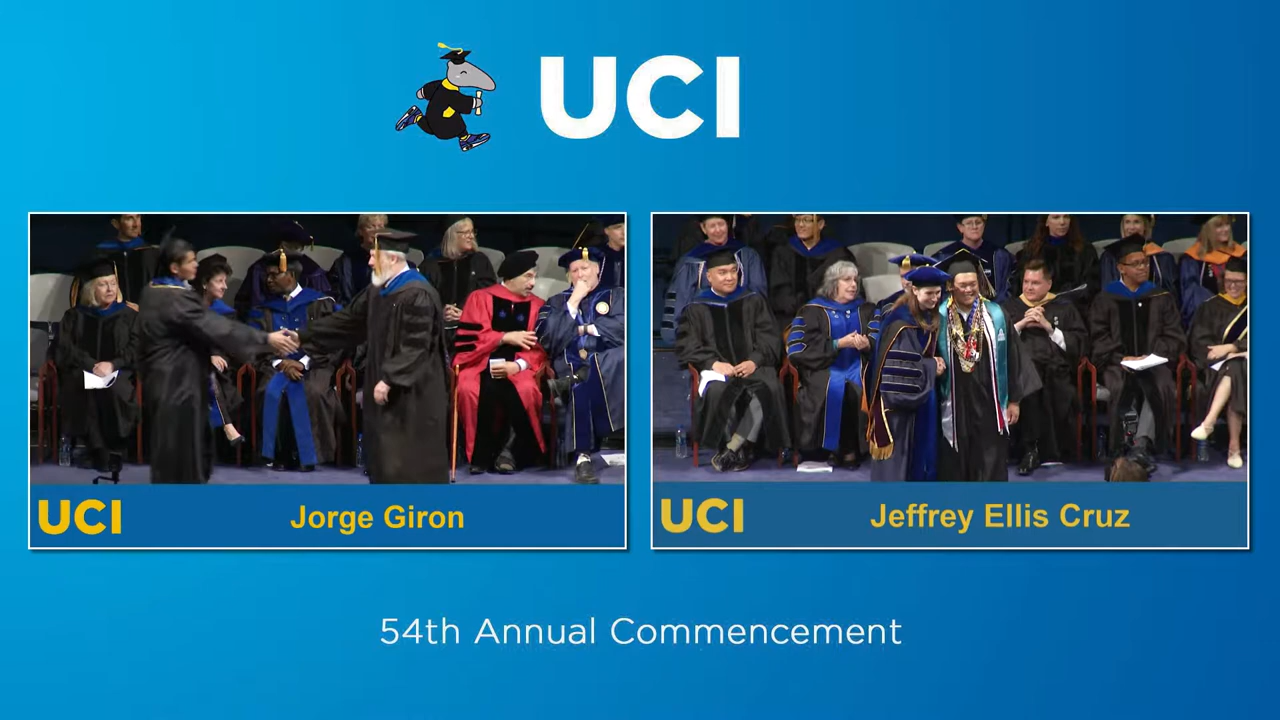 UCI
UCI
Jorge Giron
UCI
Jeffrey Ellis Cruz
54th Annual Commencement